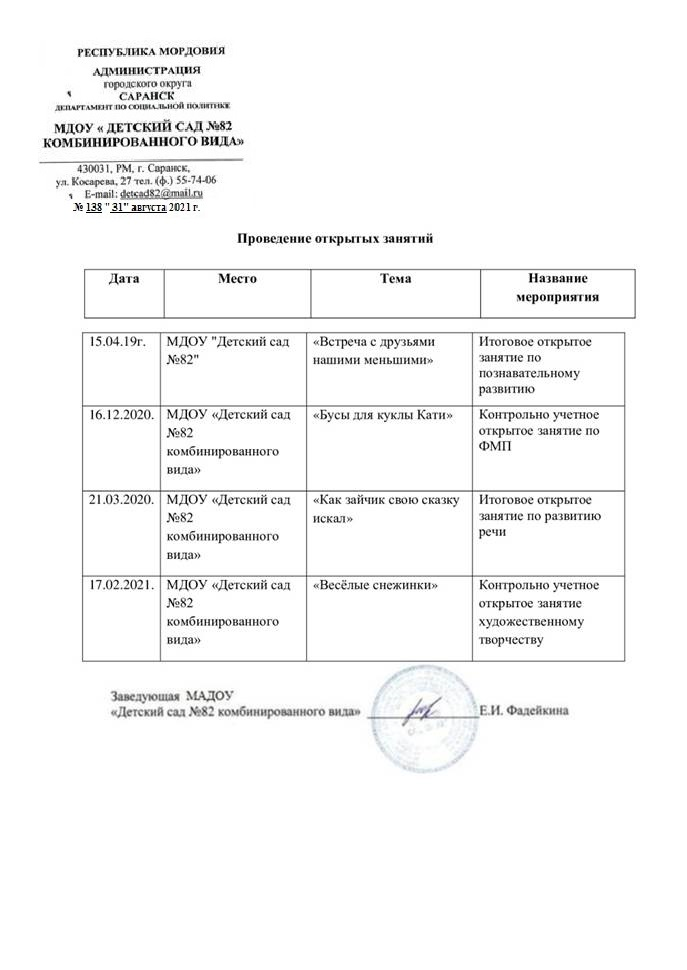 РЕСПУБЛИКА МОРДОВИЯ
АДМИНИСТРАЦИЯ
городского округа
САРАНСК
ДЕПАРТАМЕНТ ПО СОЦИАЛЬНОЙ ПОЛИТИКЕ
МДОУ « ДЕТСКИЙ САД №82
КОМБИНИРОВАННОГО ВИДА»
430031, РМ, г. Саранск,
ул. Косарева, 27 тел. (ф.) 55-74-06
E-mail: detcad82@mail.ru
№ 138 " 31" августа 2021 г.
Проведение открытых занятий
Дата
Место
Тема
Название
мероприятия
15.04.19г.
МДОУ "Детский сад
№82"
«Встреча с друзьями
нашими меньшими»
Итоговое открытое
занятие по
познавательному
развитию
16.12.2020.
МДОУ «Детский сад
№82
комбинированного
вида»
«Бусы для куклы Кати»
Контрольно учетное
открытое занятие по
ФМП
21.03.2020.
МДОУ «Детский сад
№82
комбинированного
вида»
«Как зайчик свою сказку
искал»
Итоговое открытое
занятие по развитию
речи
17.02.2021.
МДОУ «Детский сад
№82
комбинированного
вида»
«Весёлые снежинки»
Контрольно учетное
открытое занятие
художественному
творчеству
Заведующая МАДОУ
«Детский сад №82 комбинированного вида»
Е.И. Фадейкина